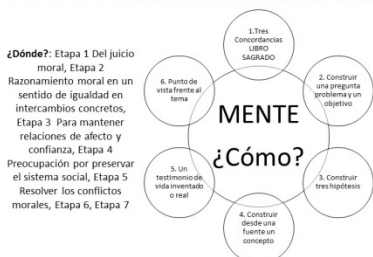 ¿Dónde?: Etapa 1 Del juicio
moral, Etapa 2
Razonamiento moral en un
sentido de igualdad en
intercambios concretos,
Etapa 3 Para mantener
relaciones de afecto y
confianza, Etapa 4
Preocupación por preservar
el sistema social, Etapa 5
Resolver los conflictos
morales, Etapa 6, Etapa 7
1.Tres
Concordancias
LIBRO
SAGRADO
2. Construir
una pregunta
problema y un
objetivo
3. Construir
tres hipótesis
4. Construir
desde una
fuente un
concepto
5. Un
testimonio de
vida inventado
o real
6. Punto de
vista frente al
tema
MENTE
¿Cómo?